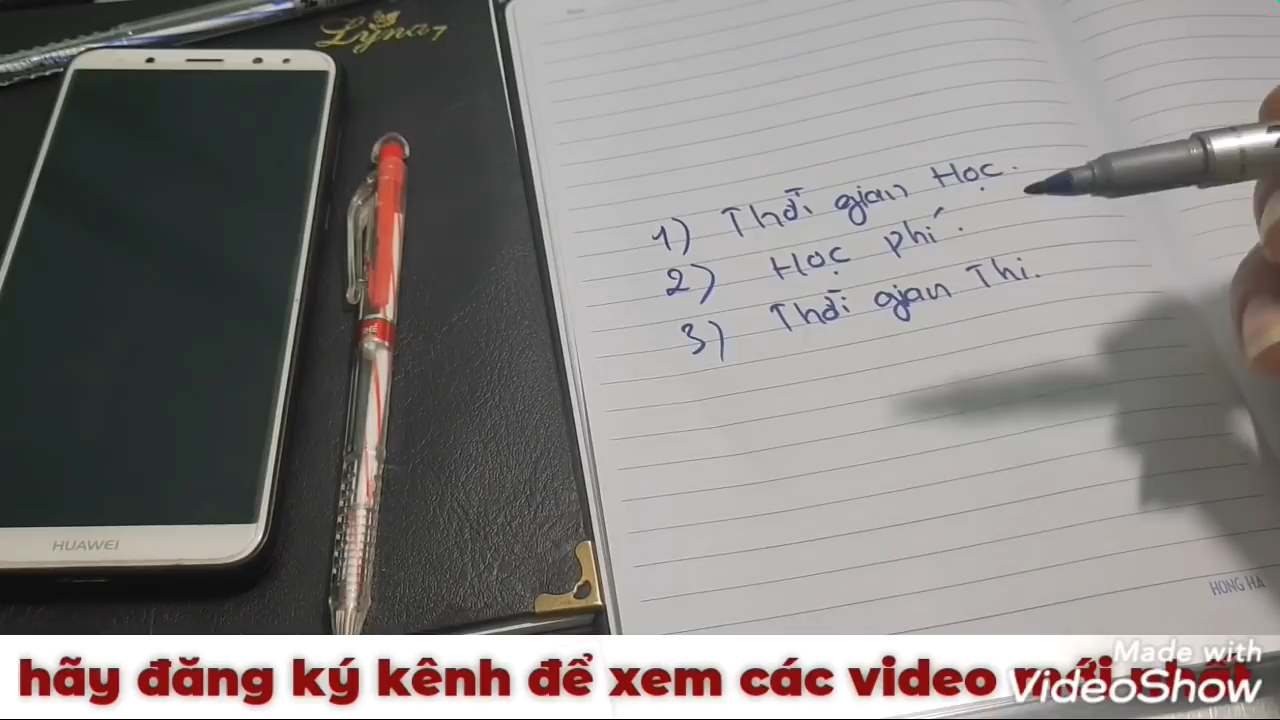 Lyna7
HUAWEI
1) Thời gian Học.
2) Học phí.
3) Thời gian Thi.
HONG HA
hãy đăng ký kênh để xem các video mới
Made with
VideoShow